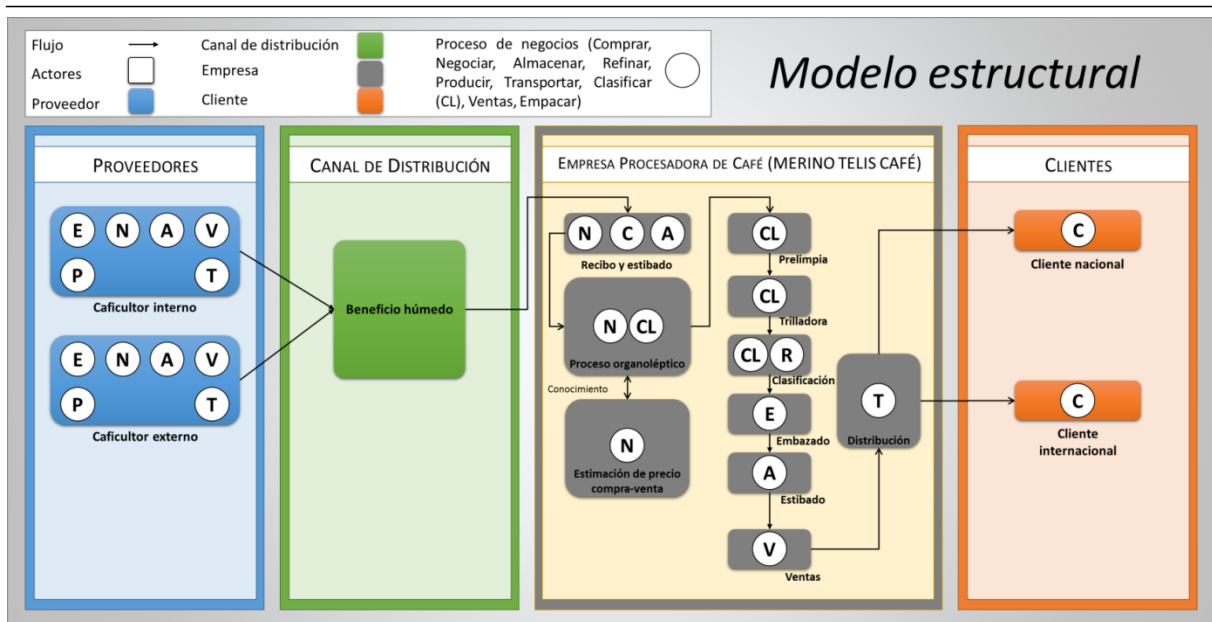 Flujo
Actores
Proveedor
Canal de distribución
Empresa
Cliente
Proceso de negocios (Comprar,
Negociar, Almacenar, Refinar,
Producir, Transportar, Clasificar
(CL), Ventas, Empacar)
Modelo estructural
PROVEEDORES
E N A V
P T
Caficultor interno
E N A V
P T
Caficultor externo
CANAL DE DISTRIBUCIÓN
Beneficio húmedo
EMPRESA PROCESADORA DE CAFÉ (MERINO TELIS CAFÉ)
N C A
Recibo y estibado
N CL
Proceso organoléptico
Conocimiento
N
Estimación de precio
compra-venta
CL
Prelimpia
CL
Trilladora
CL R
Clasificación
E
Embazado
A
Estibado
V
Ventas
T
Distribución
CLIENTES
C
Cliente nacional
C
Cliente
internacional